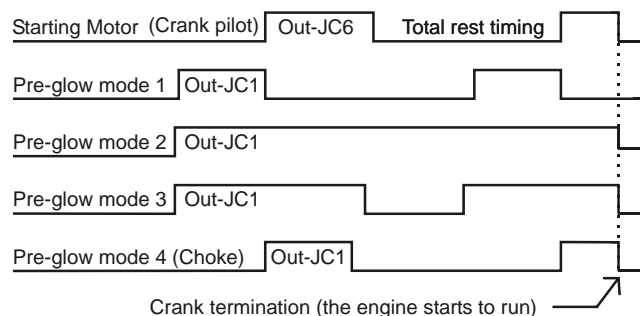 Starting Motor (Crank pilot) Out-JC6 Total rest timing
Pre-glow mode 1 Out-JC1
Pre-glow mode 2 Out-JC1
Pre-glow mode 3 Out-JC1
Pre-glow mode 4 (Choke) Out-JC1
Crank termination (the engine starts to run)